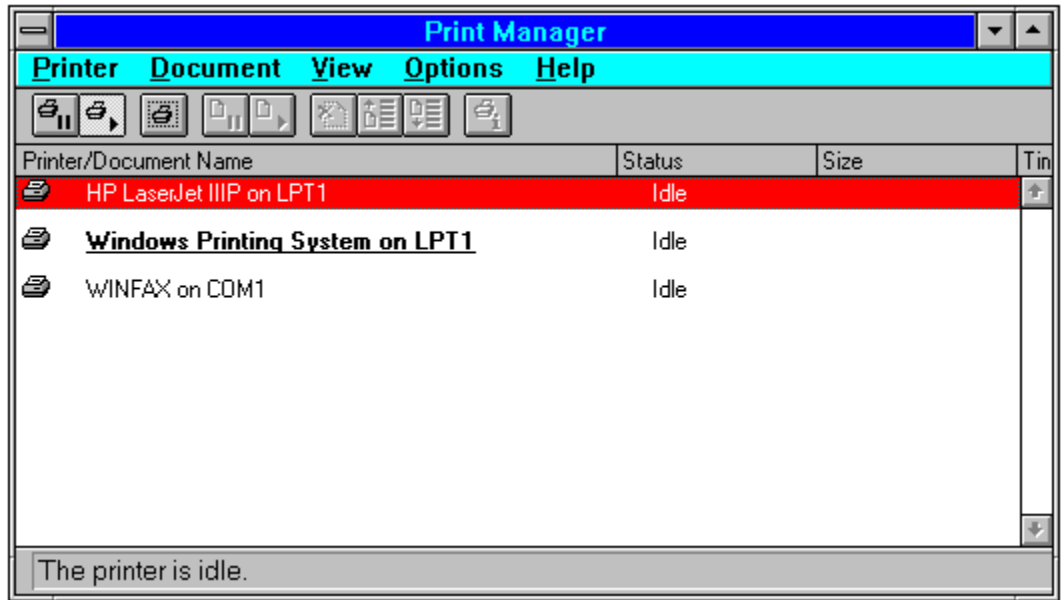 Print Manager
Printer Document View Options Help
Printer/Document Name Status Size Tim
HP LaserJet IIIP on LPT1 Idle
Windows Printing System on LPT1 Idle
WINFAX on COM1 Idle
The printer is idle.